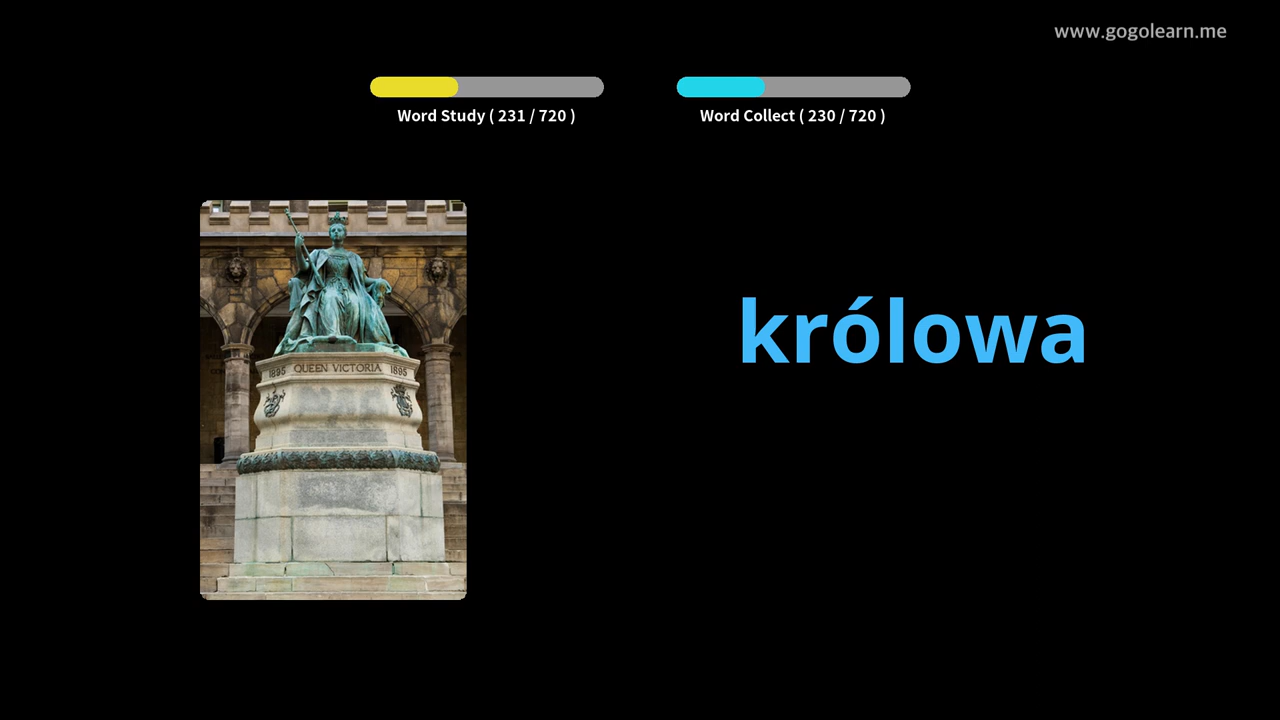 www.gogolearn.me
Word Study ( 231 / 720 )
Word Collect ( 230 / 720 )
królowa
1895 QUEEN VICTORIA 1895